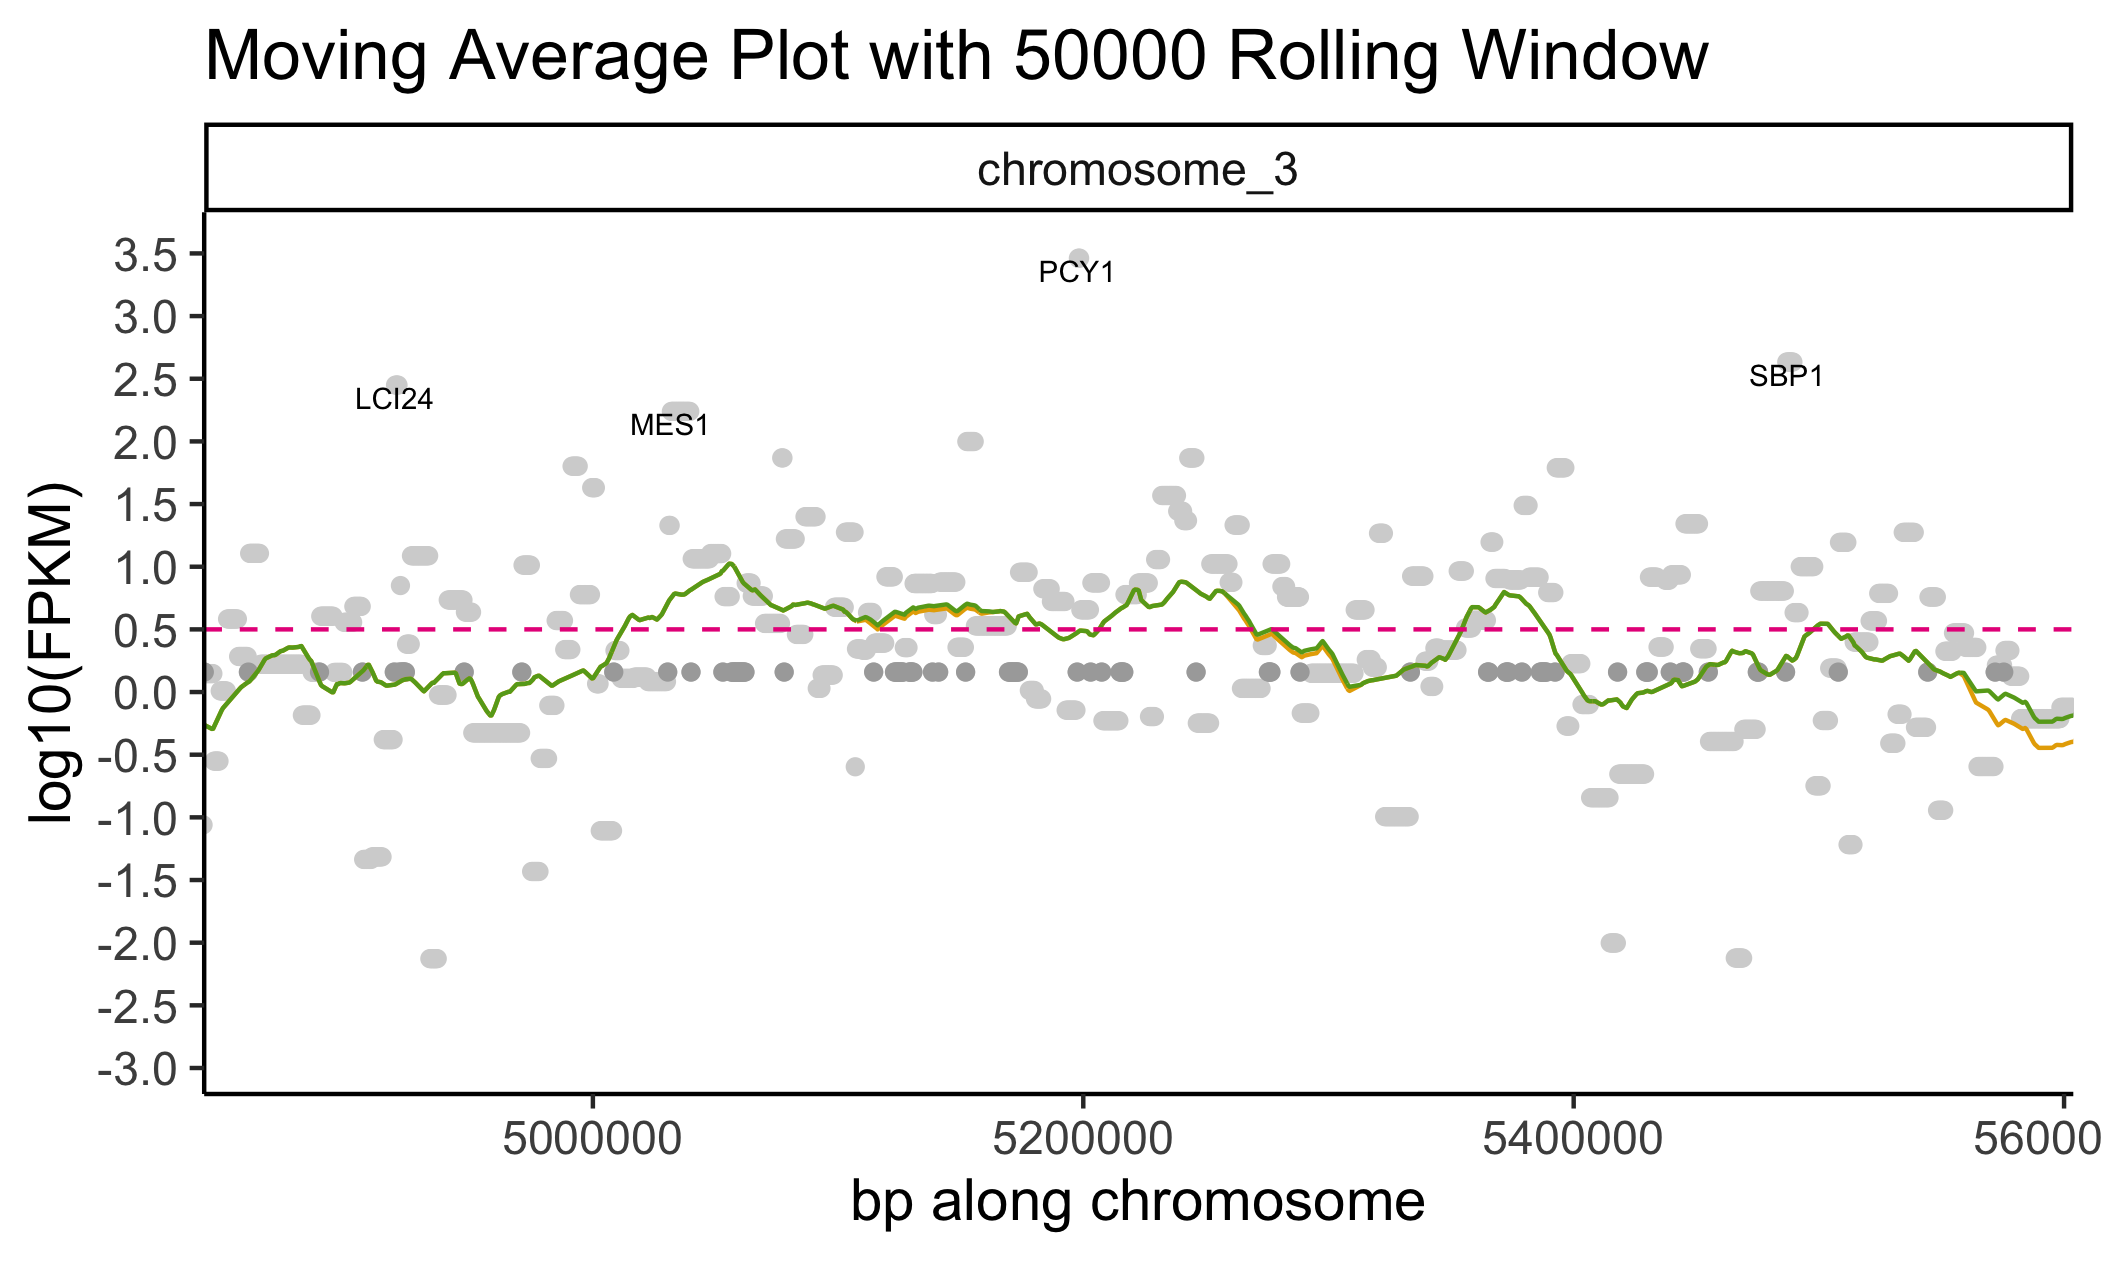 Moving Average Plot with 50000 Rolling Window
chromosome_3
3.5
3.0
2.5
2.0
1.5
1.0
0.5
0.0
-0.5
-1.0
-1.5
-2.0
-2.5
-3.0
log10(FPKM)
PCY1
SBP1
LCI24
MES1
5000000
5200000
5400000
56000
bp along chromosome